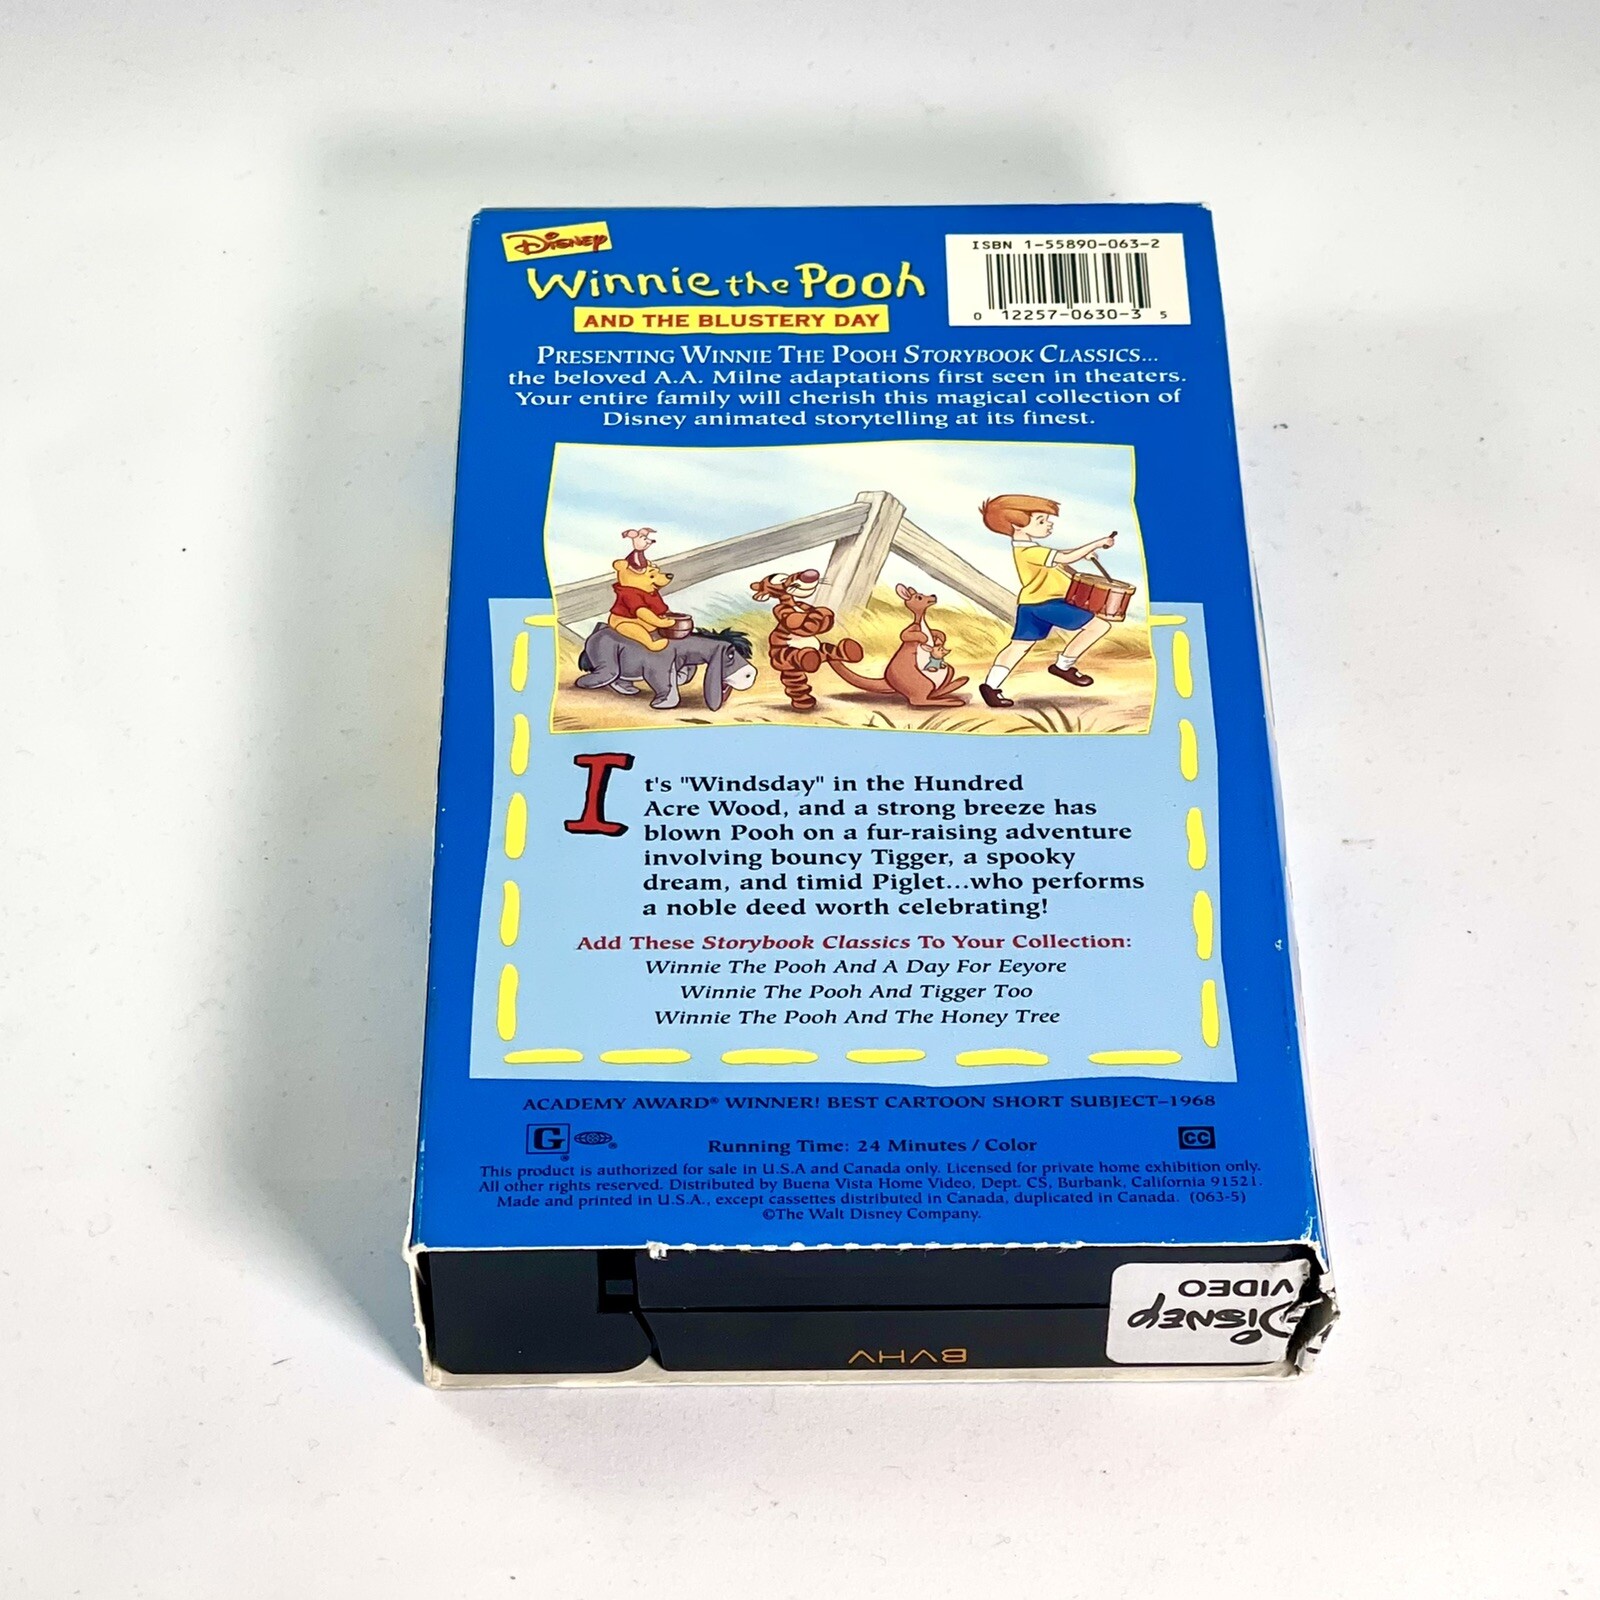 Disney
Winnie the Pooh
AND THE BLUSTERY DAY
ISBN 1-55890-063-2
0 12257-0630-3 5
PRESENTING WINNIE THE POOH STORYBOOK CLASSICS...
the beloved A.A. Milne adaptations first seen in theaters.
Your entire family will cherish this magical collection of
Disney animated storytelling at its finest.
It's "Windsday" in the Hundred
Acre Wood, and a strong breeze has
blown Pooh on a fur-raising adventure
involving bouncy Tigger, a spooky
dream, and timid Piglet...who performs
a noble deed worth celebrating!
Add These Storybook Classics To Your Collection:
Winnie The Pooh And A Day For Eeyore
Winnie The Pooh And Tigger Too
Winnie The Pooh And The Honey Tree
ACADEMY AWARD® WINNER! BEST CARTOON SHORT SUBJECT–1968
G ®
®
Running Time: 24 Minutes / Color
CC
This product is authorized for sale in U.S.A and Canada only. Licensed for private home exhibition only.
All other rights reserved. Distributed by Buena Vista Home Video, Dept. CS, Burbank, California 91521.
Made and printed in U.S.A., except cassettes distributed in Canada, duplicated in Canada. (063-5)
©The Walt Disney Company.
BVHV
DISNEY
VIDEO